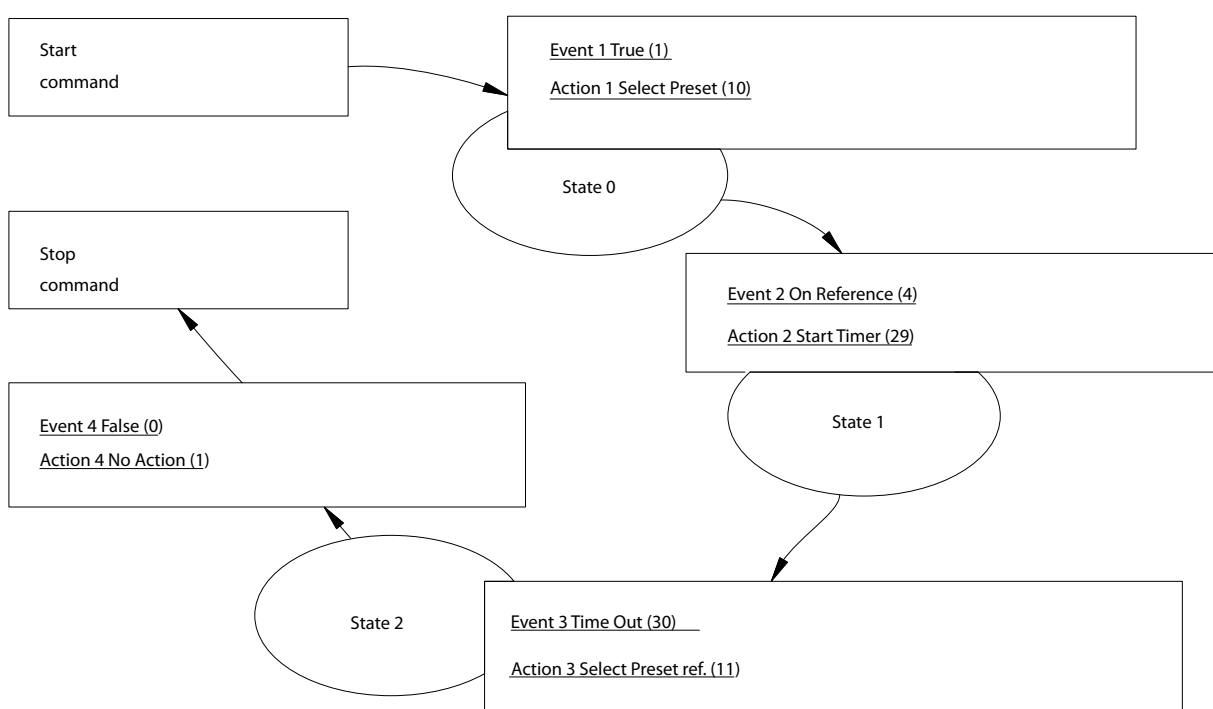 Start
command
Event 1 True (1)
Action 1 Select Preset (10)
State 0
Stop
command
Event 2 On Reference (4)
Action 2 Start Timer (29)
State 1
Event 4 False (0)
Action 4 No Action (1)
State 2
Event 3 Time Out (30)
Action 3 Select Preset ref. (11)